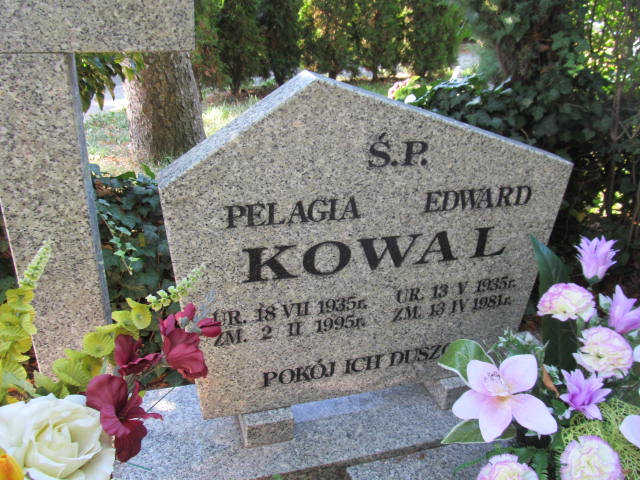 Ś.P.
PELAGIA EDWARD
KOWAL
UR. 18 VII 1935r. UR. 13 V 1935r.
ZM. 2 II 1995r. ZM. 13 IV 1981r.
POKÓJ ICH